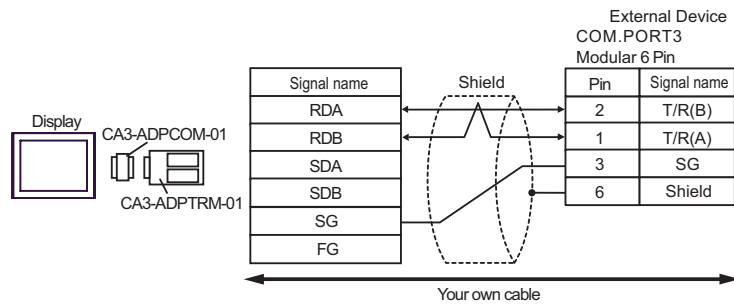 External Device
COM.PORT3
Modular 6 Pin
Signal name
Shield
Pin
Signal name
RDA
2
T/R(B)
Display
CA3-ADPCOM-01
RDB
1
T/R(A)
SDA
3
SG
CA3-ADPTRM-01
SDB
6
Shield
SG
FG
Your own cable